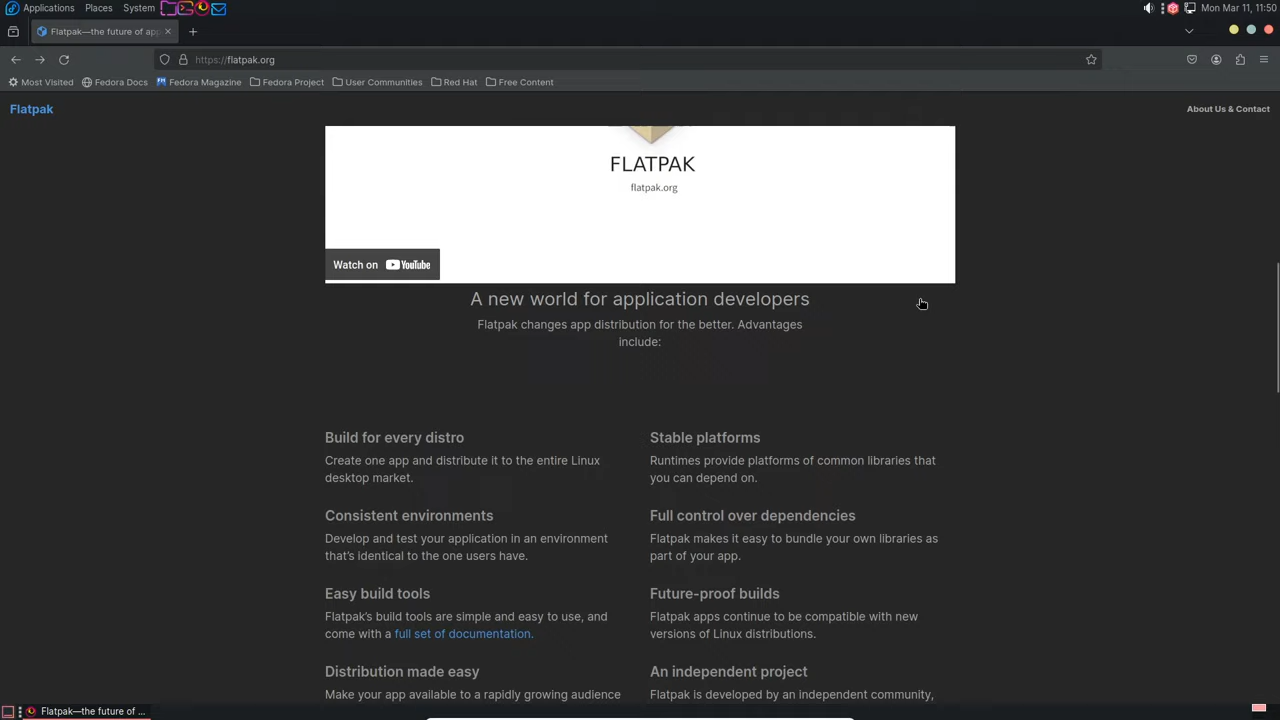 Applications Places System
Mon Mar 11, 11:50
Flatpak—the future of app
https://flatpak.org
Most Visited Fedora Docs Fedora Magazine Fedora Project User Communities Red Hat Free Content
Flatpak
About Us & Contact
FLATPAK
flatpak.org
Watch on YouTube
A new world for application developers
Flatpak changes app distribution for the better. Advantages
include:
Build for every distro
Create one app and distribute it to the entire Linux
desktop market.
Stable platforms
Runtimes provide platforms of common libraries that
you can depend on.
Consistent environments
Develop and test your application in an environment
that’s identical to the one users have.
Full control over dependencies
Flatpak makes it easy to bundle your own libraries as
part of your app.
Easy build tools
Flatpak’s build tools are simple and easy to use, and
come with a full set of documentation.
Future-proof builds
Flatpak apps continue to be compatible with new
versions of Linux distributions.
Distribution made easy
Make your app available to a rapidly growing audience
An independent project
Flatpak is developed by an independent community,
Flatpak—the future of ...